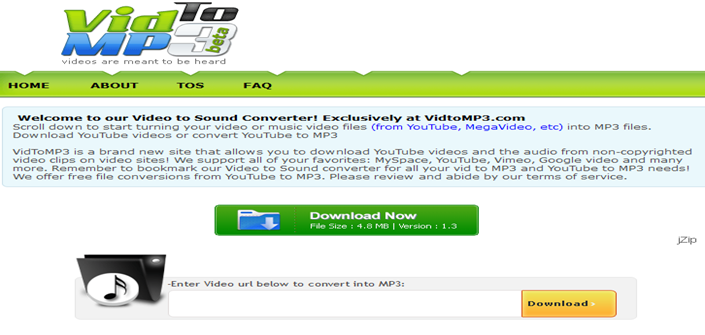 Vid To
MP3 beta
videos are meant to be heard
HOME ABOUT TOS FAQ
Welcome to our Video to Sound Converter! Exclusively at VidtoMP3.com
Scroll down to start turning your video or music video files (from YouTube, MegaVideo, etc) into MP3 files.
Download YouTube videos or convert YouTube to MP3
VidToMP3 is a brand new site that allows you to download YouTube videos and the audio from non-copyrighted
video clips on video sites! We support all of your favorites: MySpace, YouTube, Vimeo, Google video and many
more. Remember to bookmark our Video to Sound converter for all your vid to MP3 and YouTube to MP3 needs!
We offer free file conversions from YouTube to MP3. Please review and abide by our terms of service.
Download Now
File Size : 4.8 MB | Version : 1.3
jZip
-Enter Video url below to convert into MP3:
Download »